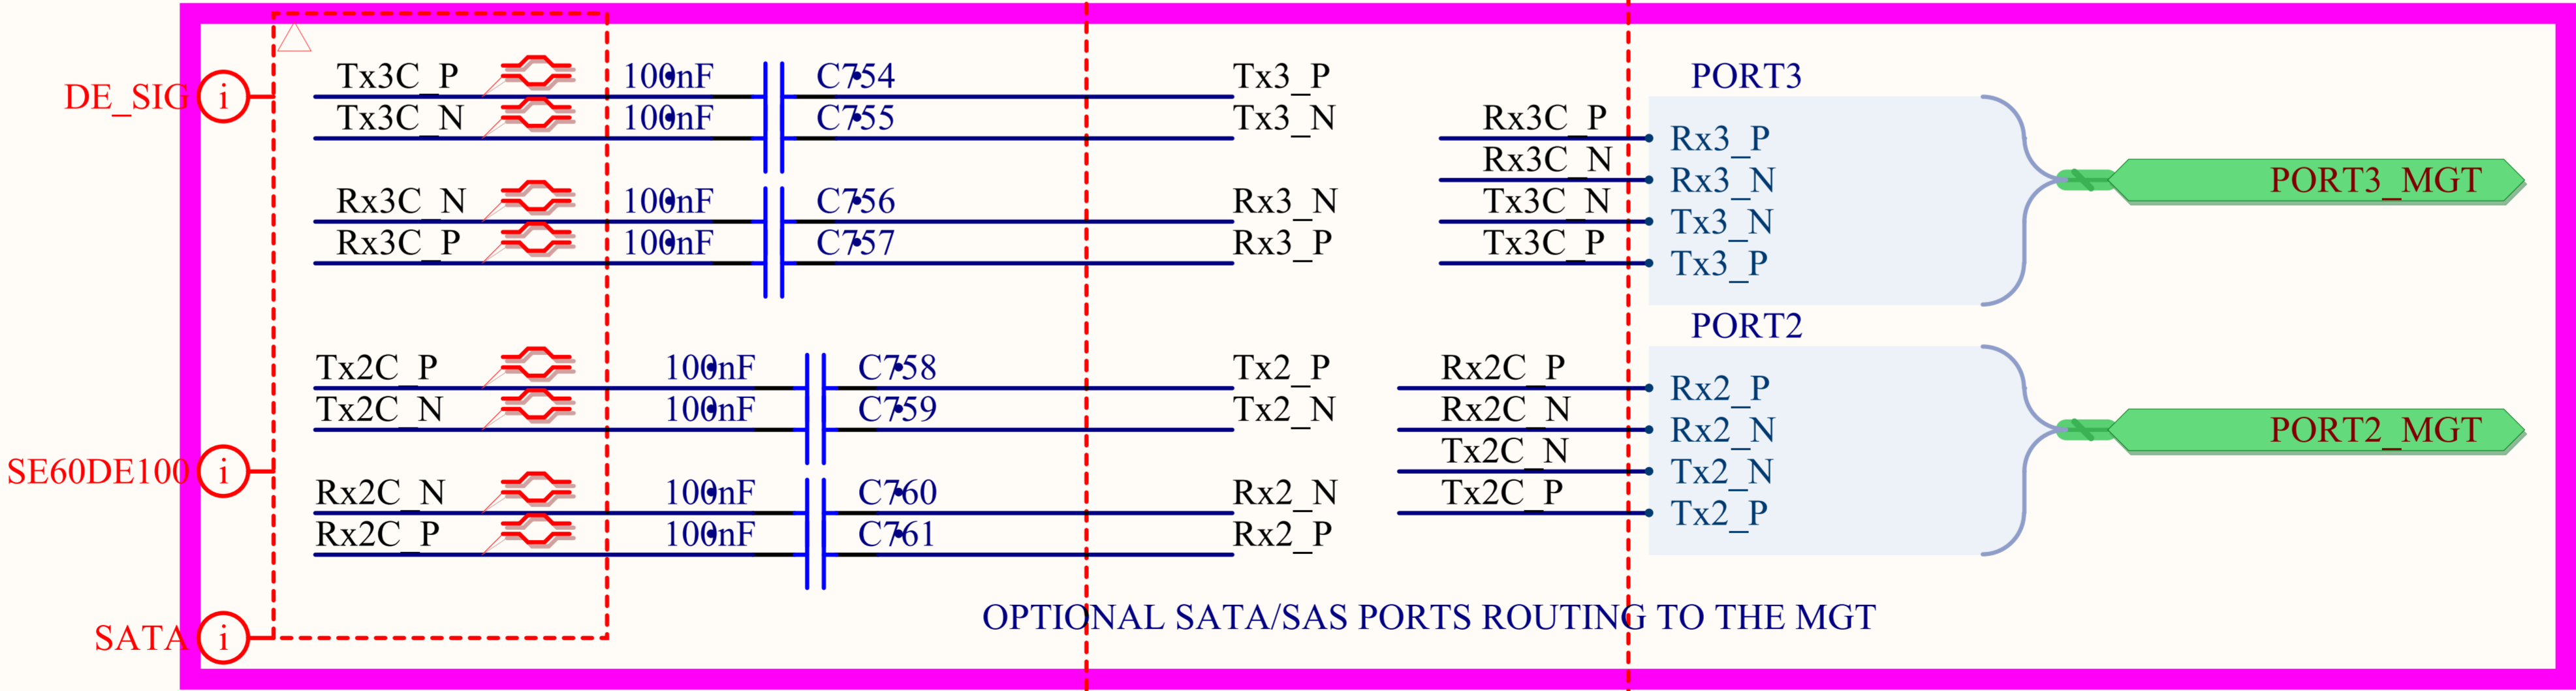 DE_SIG i
Tx3C_P 100nF C754 Tx3_P
Tx3C_N 100nF C755 Tx3_N
Rx3C_N 100nF C756 Rx3_N
Rx3C_P 100nF C757 Rx3_P
PORT3
Rx3C_P Rx3_P
Rx3C_N Rx3_N
Tx3C_N Tx3_N
Tx3C_P Tx3_P
PORT3_MGT
Tx2C_P 100nF C758 Tx2_P
Tx2C_N 100nF C759 Tx2_N
SE60DE100 i
Rx2C_N 100nF C760 Rx2_N
Rx2C_P 100nF C761 Rx2_P
PORT2
Rx2C_P Rx2_P
Rx2C_N Rx2_N
Tx2C_N Tx2_N
Tx2C_P Tx2_P
PORT2_MGT
SATA i
OPTIONAL SATA/SAS PORTS ROUTING TO THE MGT